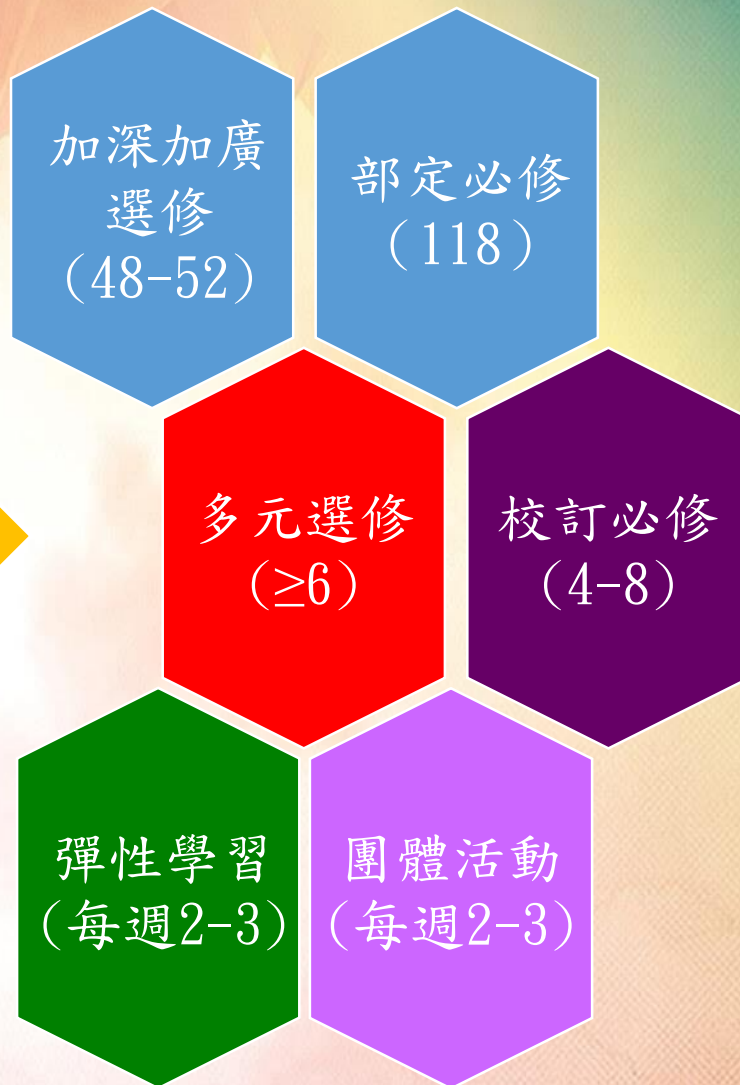 加深加廣
選修
（48-52）
部定必修
（118）
多元選修
（≥6）
校訂必修
（4-8）
彈性學習
（每週2-3）
團體活動
（每週2-3）